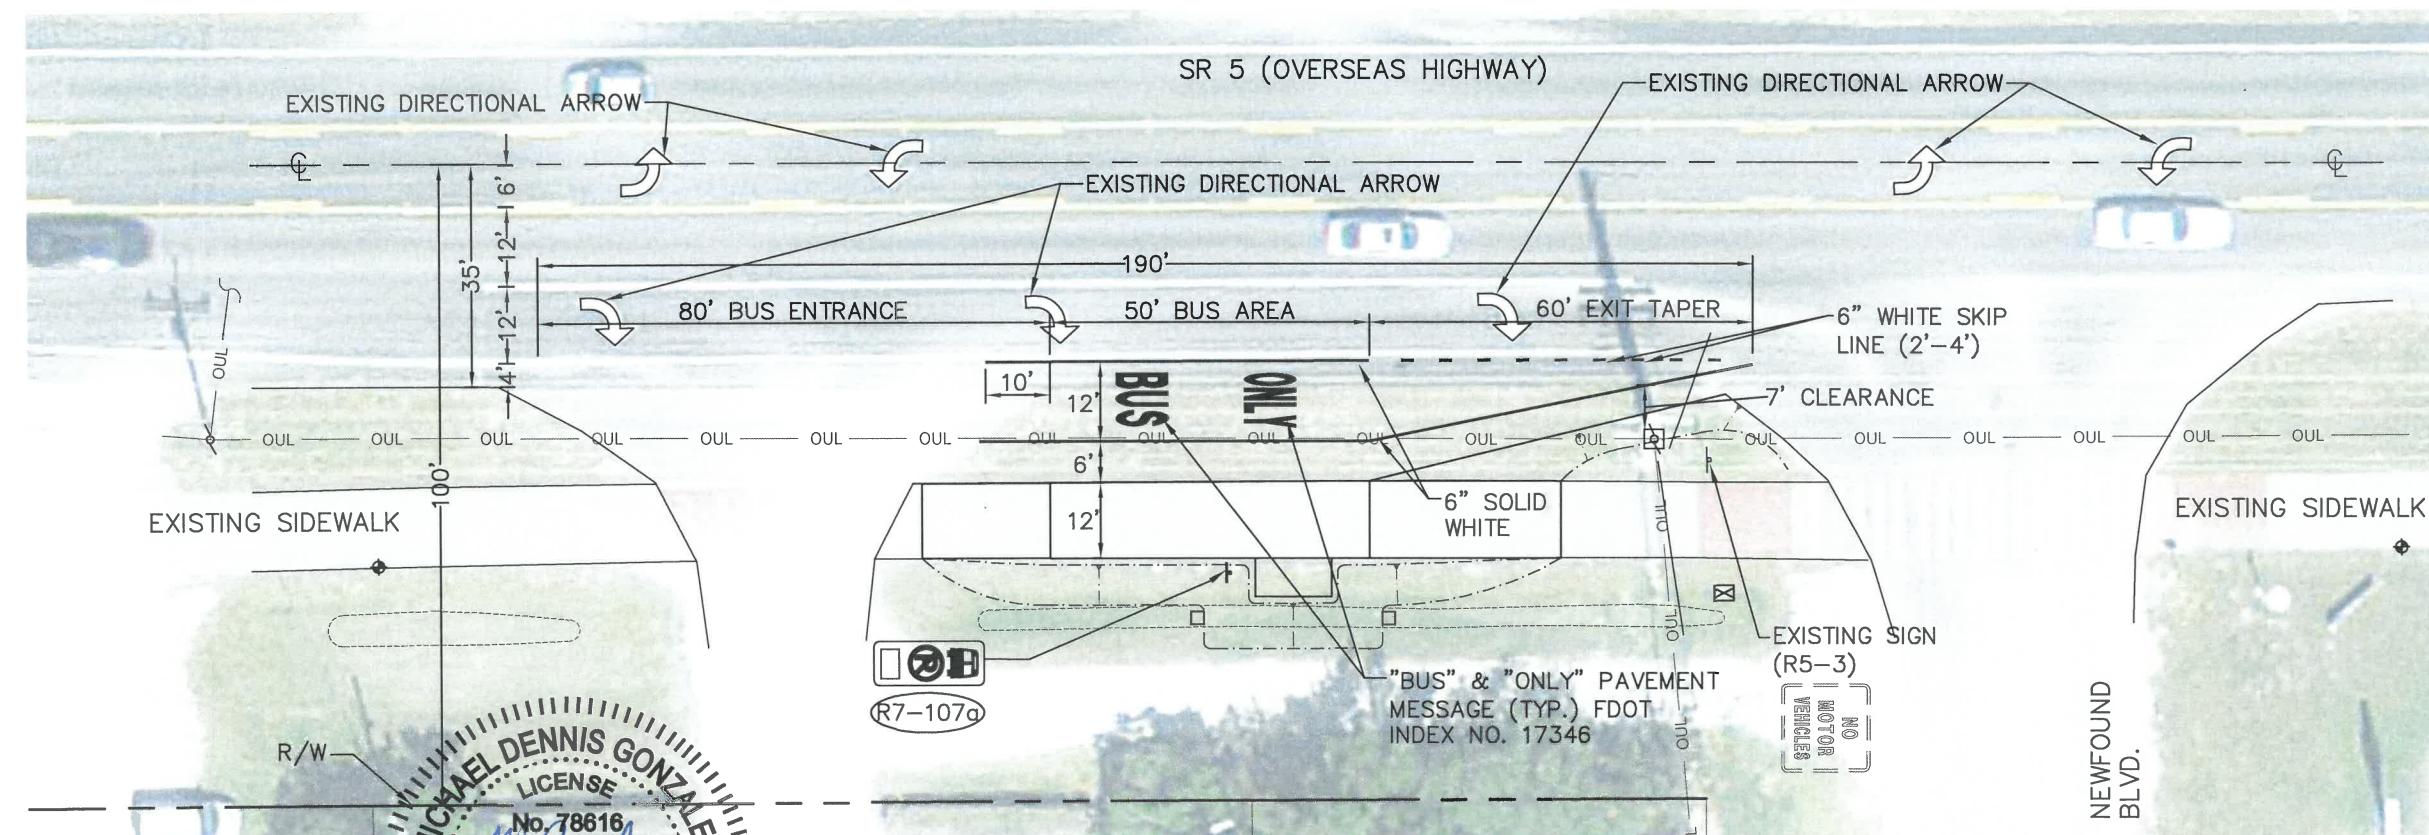 SR 5 (OVERSEAS HIGHWAY)
EXISTING DIRECTIONAL ARROW
EXISTING DIRECTIONAL ARROW
EXISTING DIRECTIONAL ARROW
℄
℄
6'
12'
35'
12'
4'
100'
190'
80' BUS ENTRANCE
50' BUS AREA
60' EXIT TAPER
6" WHITE SKIP
LINE (2'-4')
7' CLEARANCE
10'
12'
BUS
ONLY
6'
12'
OUL
OUL OUL OUL OUL OUL OUL OUL OUL OUL OUL OUL OUL OUL OUL OUL OUL OUL OUL OUL
OUL
OUL
OUL
OUL
6" SOLID
WHITE
EXISTING SIDEWALK
EXISTING SIDEWALK
EXISTING SIGN
(R5-3)
NO
MOTOR
VEHICLES
R
R7-107a
"BUS" & "ONLY" PAVEMENT
MESSAGE (TYP.) FDOT
INDEX NO. 17346
NEWFOUND
BLVD.
R/W
MICHAEL DENNIS GONZALE
LICENSE
No. 78616